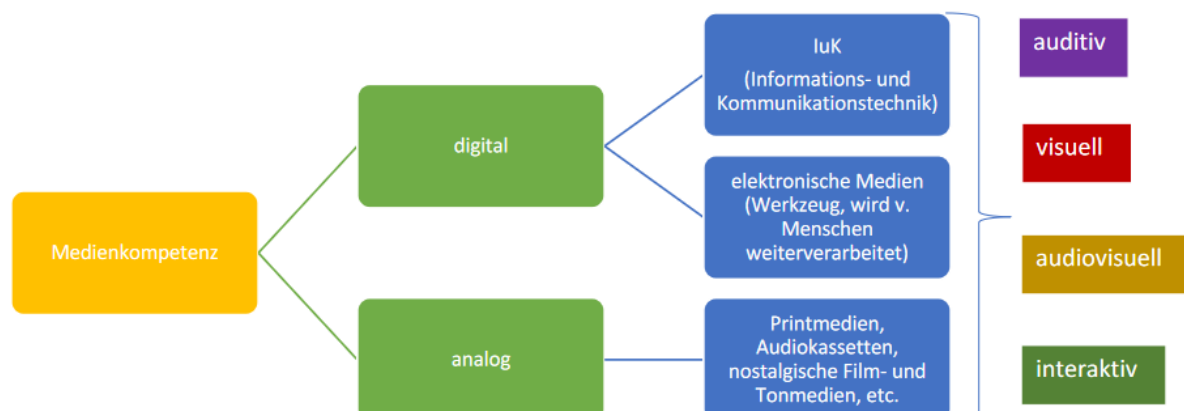 Medienkompetenz
digital
analog
IuK
(Informations- und
Kommunikationstechnik)
elektronische Medien
(Werkzeug, wird v.
Menschen
weiterverarbeitet)
Printmedien,
Audiokassetten,
nostalgische Film- und
Tonmedien, etc.
auditiv
visuell
audiovisuell
interaktiv